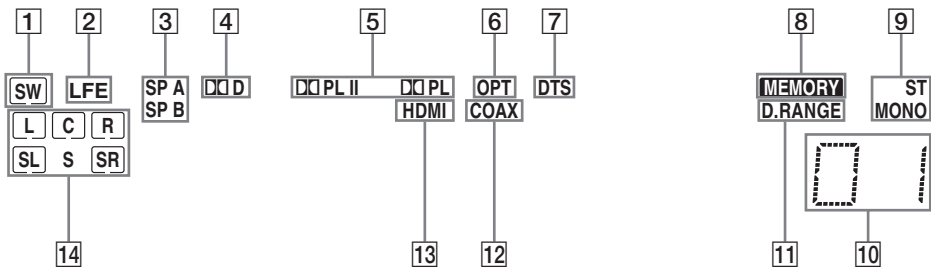 1 2 3 4 5 6 7 8 9
SW LFE SP A DD D DD PL II DD PL OPT DTS MEMORY ST
SP B HDMI COAX D.RANGE MONO
L C R
SL S SR
01
14 13 12 11 10